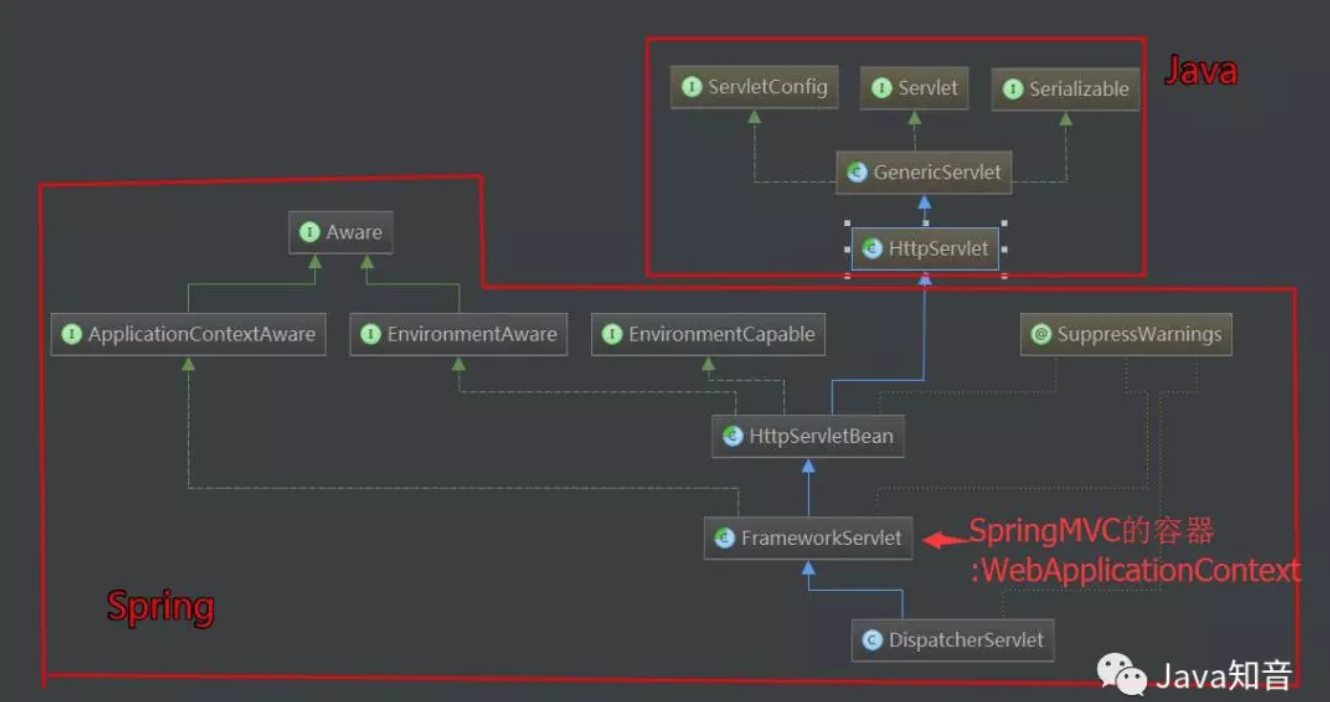 Java
ServletConfig
Servlet
Serializable
GenericServlet
HttpServlet
Aware
ApplicationContextAware
EnvironmentAware
EnvironmentCapable
SuppressWarnings
HttpServletBean
FrameworkServlet
SpringMVC的容器
:WebApplicationContext
Spring
DispatcherServlet
Java知音